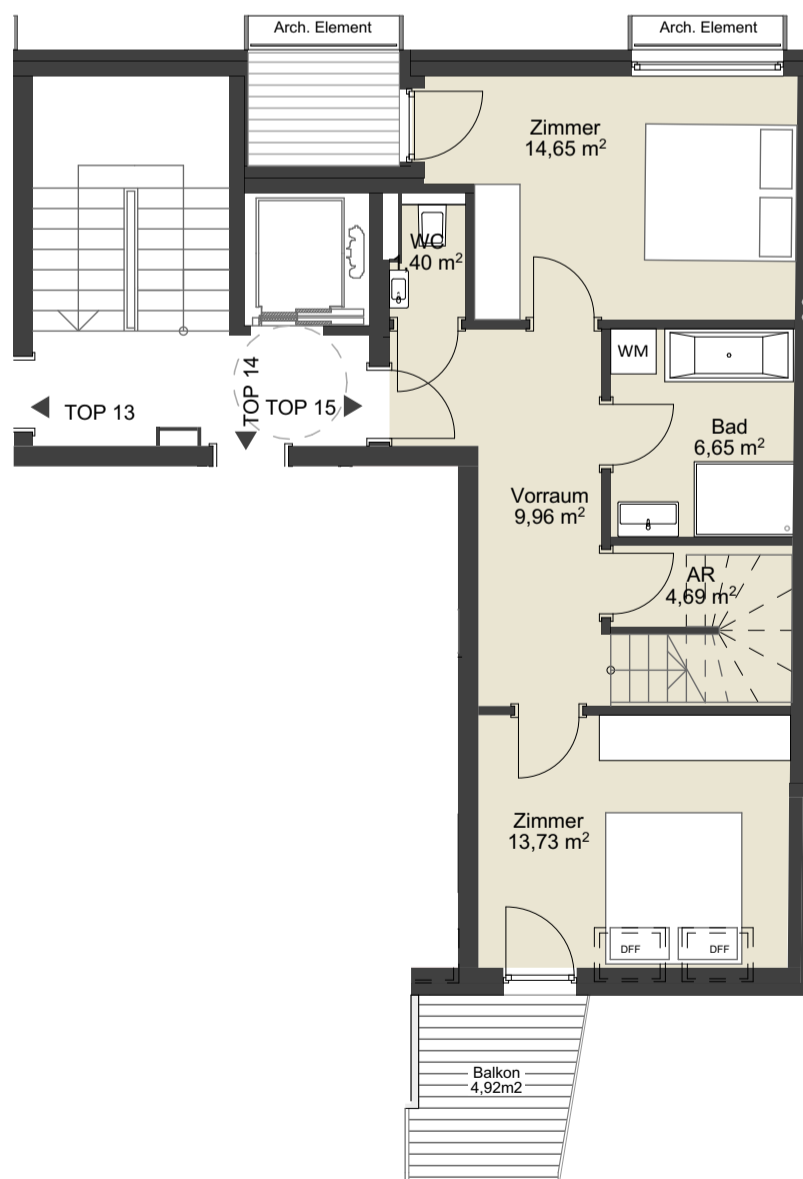 Arch. Element
Arch. Element
Zimmer
14,65 m²
WC
,40 m²
WM
TOP 13
TOP 14
TOP 15
Bad
6,65 m²
Vorraum
9,96 m²
AR
4,69 m²
Zimmer
13,73 m²
DFF
DFF
Balkon
4,92m2